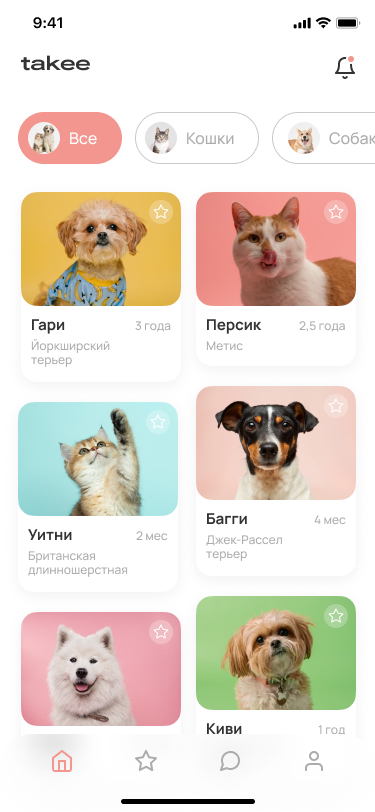 9:41
takee
Все
Кошки
Собак
Гари
3 года
Йоркширский
терьер
Персик
2,5 года
Метис
Уитни
2 мес
Британская
длинношерстная
Багги
4 мес
Джек-Рассел
терьер
Киви
1 год